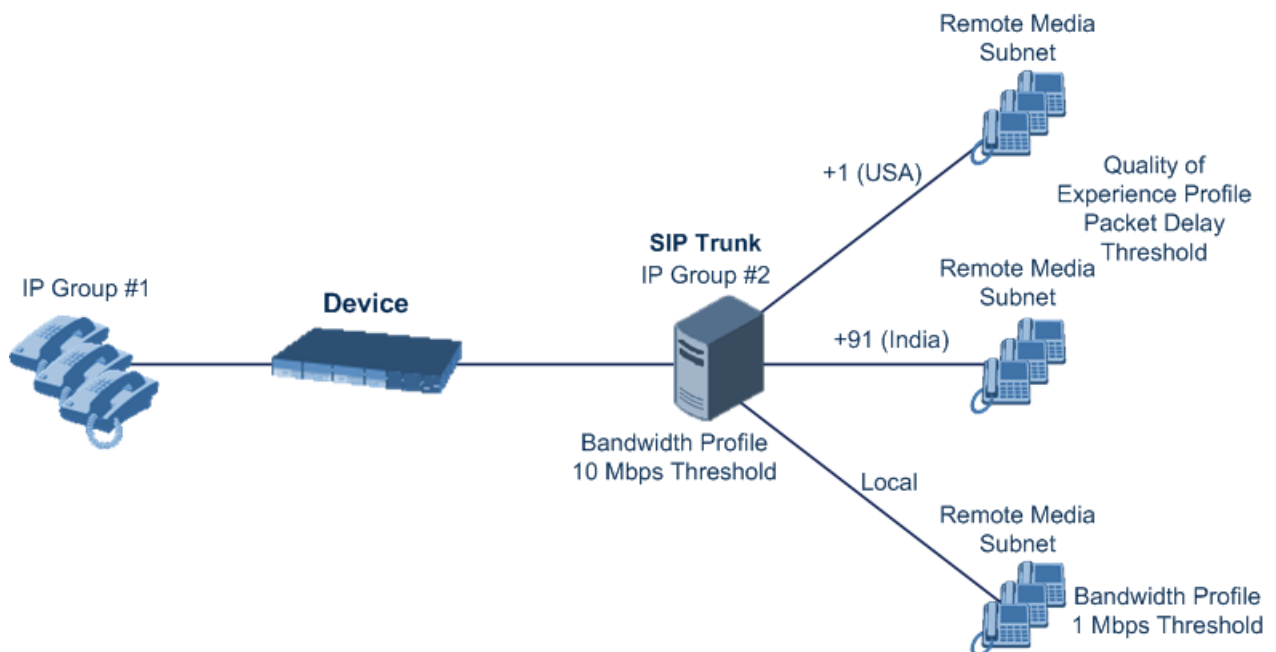 Remote Media
Subnet
+1 (USA)
Quality of
Experience Profile
Packet Delay
Threshold
SIP Trunk
IP Group #2
IP Group #1
Device
Remote Media
Subnet
+91 (India)
Bandwidth Profile
10 Mbps Threshold
Local
Remote Media
Subnet
Bandwidth Profile
1 Mbps Threshold